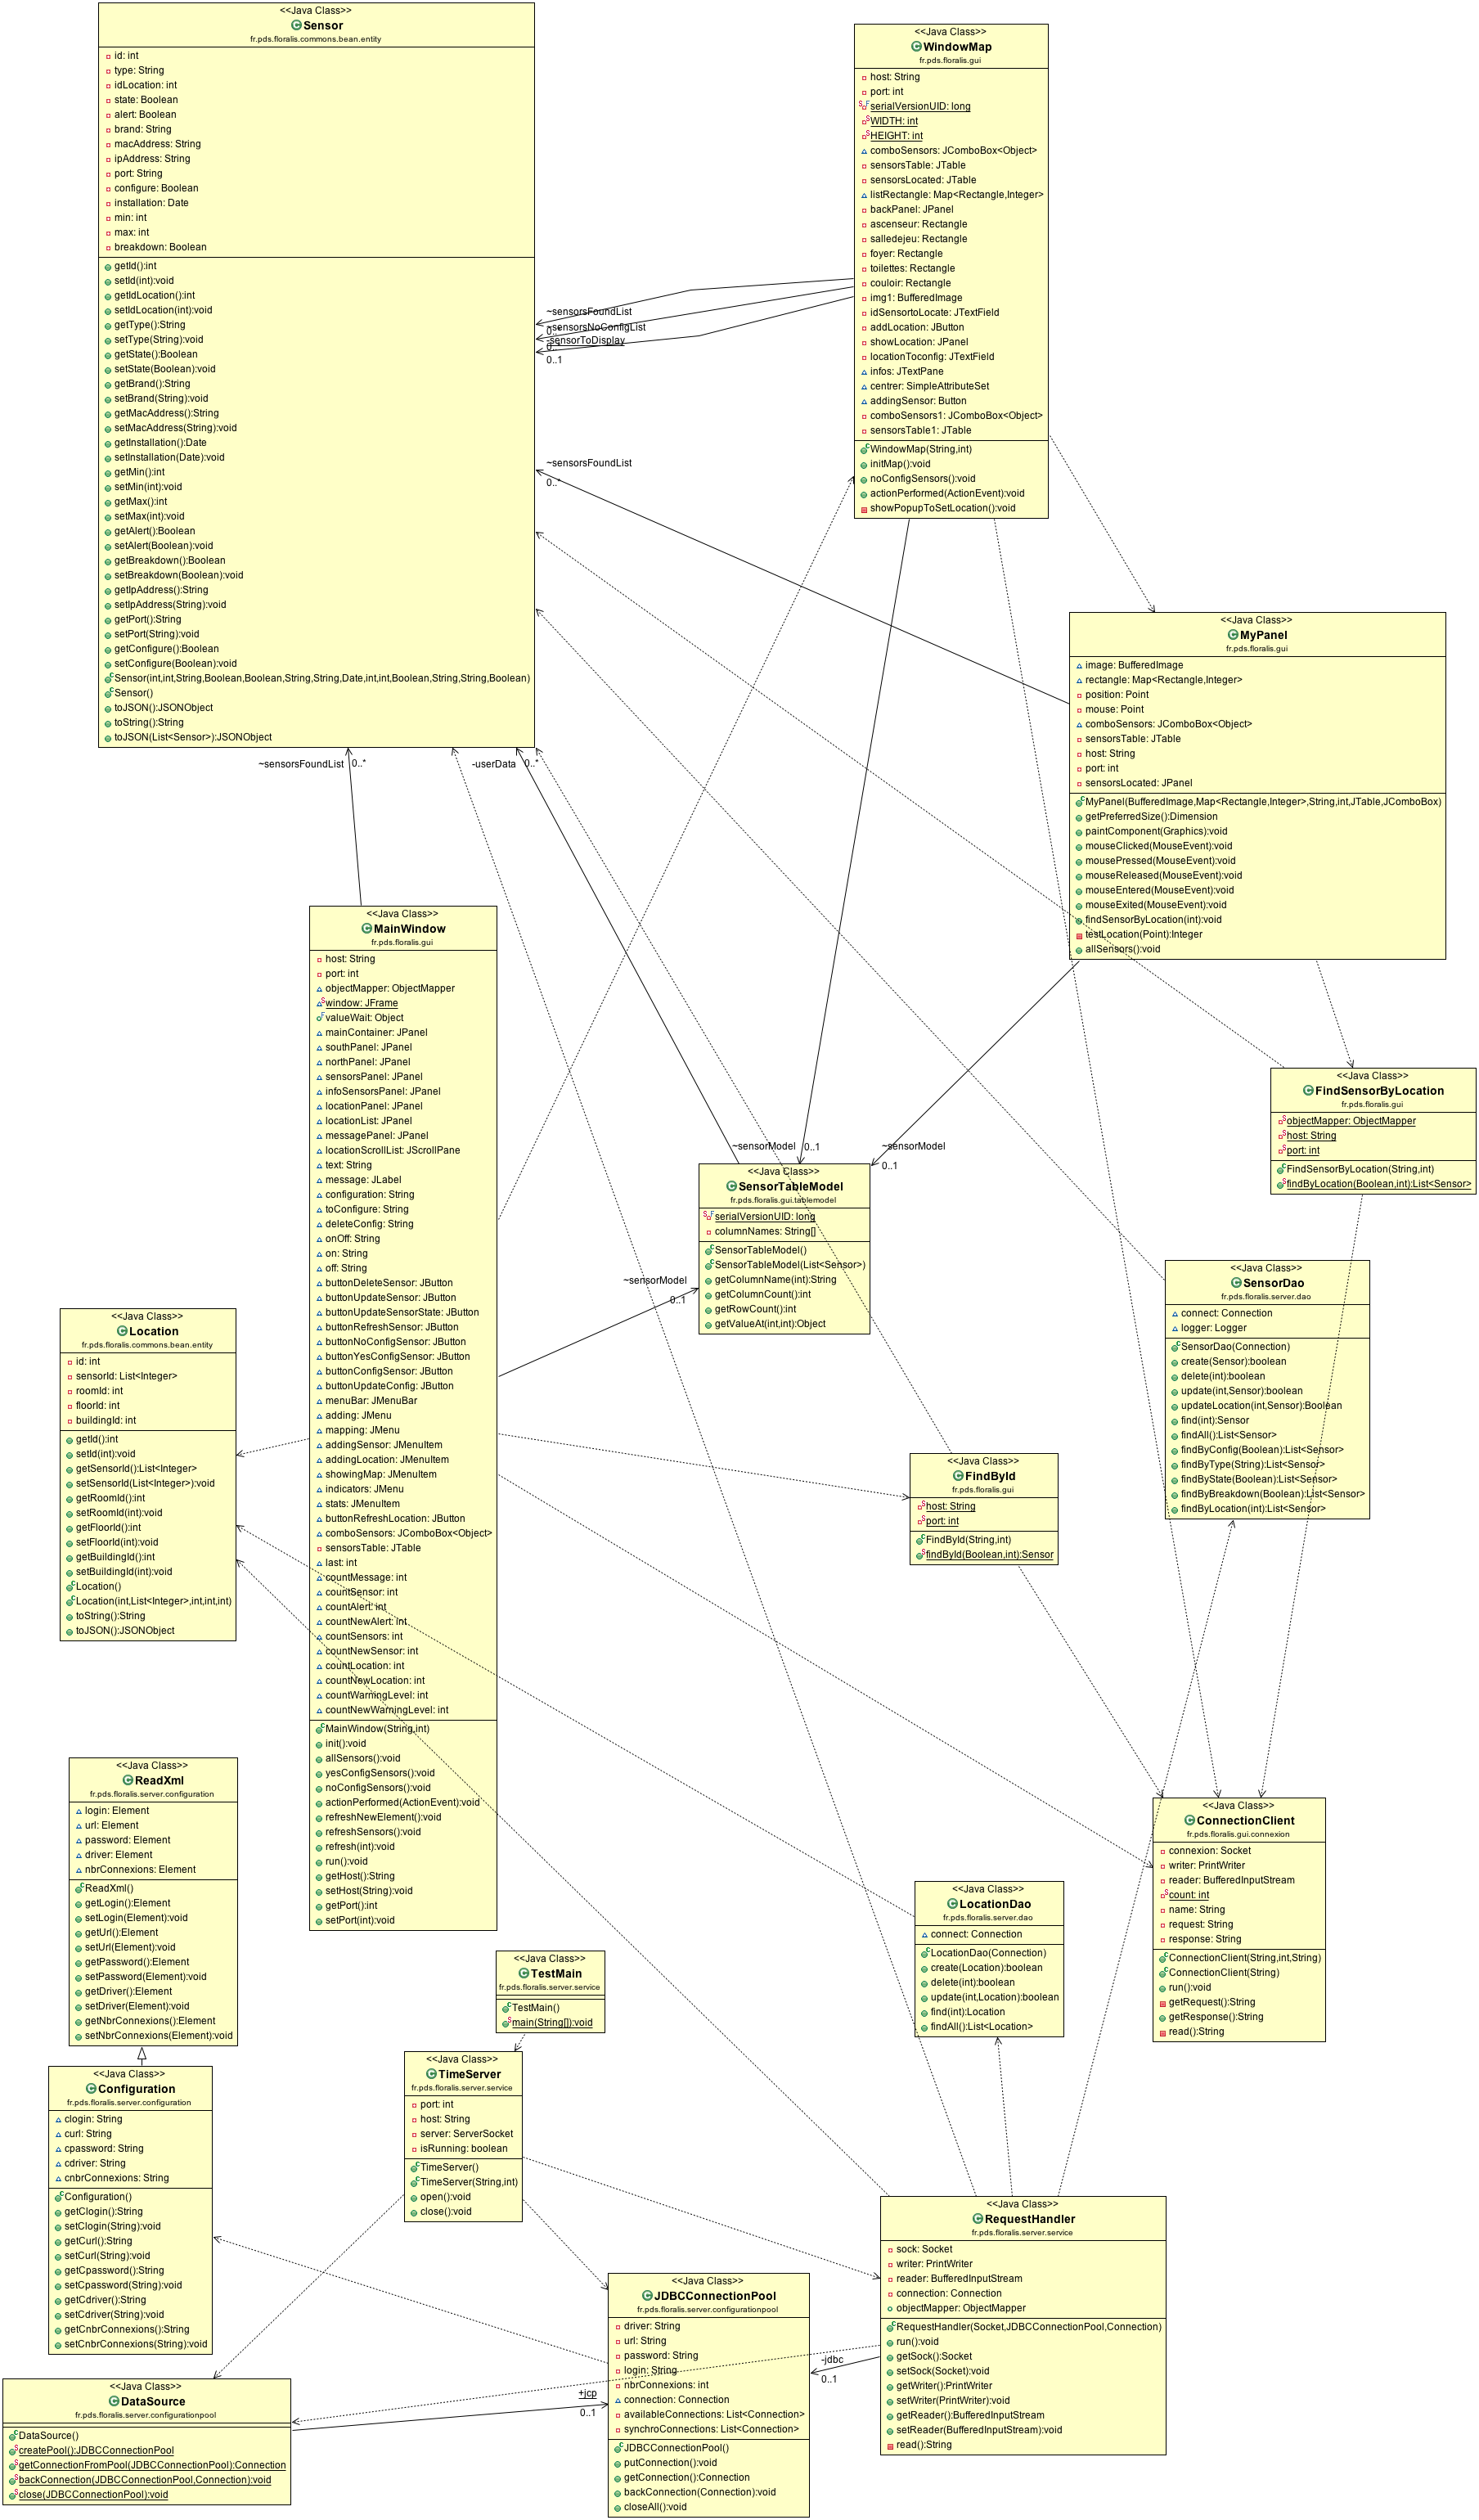 <<Java Class>>
Sensor
fr.pds.floralis.commons.bean.entity
id: int
type: String
idLocation: int
state: Boolean
alert: Boolean
brand: String
macAddress: String
ipAddress: String
port: String
configure: Boolean
installation: Date
min: int
max: int
breakdown: Boolean
getId():int
setId(int):void
getIdLocation():int
setIdLocation(int):void
getType():String
setType(String):void
getState():Boolean
setState(Boolean):void
getBrand():String
setBrand(String):void
getMacAddress():String
setMacAddress(String):void
getInstallation():Date
setInstallation(Date):void
getMin():int
setMin(int):void
getMax():int
setMax(int):void
getAlert():Boolean
setAlert(Boolean):void
getBreakdown():Boolean
setBreakdown(Boolean):void
getIpAddress():String
setIpAddress(String):void
getPort():String
setPort(String):void
getConfigure():Boolean
setConfigure(Boolean):void
Sensor(int,int,String,Boolean,Boolean,String,String,Date,int,int,Boolean,String,String,Boolean)
Sensor()
toJSON():JSONObject
toString():String
toJSON(List<Sensor>):JSONObject
<<Java Class>>
WindowMap
fr.pds.floralis.gui
host: String
port: int
serialVersionUID: long
WIDTH: int
HEIGHT: int
comboSensors: JComboBox<Object>
sensorsTable: JTable
sensorsLocated: JTable
listRectangle: Map<Rectangle,Integer>
backPanel: JPanel
ascenseur: Rectangle
salledejeu: Rectangle
foyer: Rectangle
toilettes: Rectangle
couloir: Rectangle
img1: BufferedImage
idSensortoLocate: JTextField
addLocation: JButton
showLocation: JPanel
locationToconfig: JTextField
infos: JTextPane
centrer: SimpleAttributeSet
addingSensor: Button
comboSensors1: JComboBox<Object>
sensorsTable1: JTable
WindowMap(String,int)
initMap():void
noConfigSensors():void
actionPerformed(ActionEvent):void
showPopupToSetLocation():void
~sensorsFoundList
0..*
~sensorsNoConfigList
0..*
-sensorToDisplay
0..1
~sensorsFoundList
0..*
<<Java Class>>
MyPanel
fr.pds.floralis.gui
image: BufferedImage
rectangle: Map<Rectangle,Integer>
position: Point
mouse: Point
comboSensors: JComboBox<Object>
sensorsTable: JTable
host: String
port: int
sensorsLocated: JPanel
MyPanel(BufferedImage,Map<Rectangle,Integer>,String,int,JTable,JComboBox)
getPreferredSize():Dimension
paintComponent(Graphics):void
mouseClicked(MouseEvent):void
mousePressed(MouseEvent):void
mouseReleased(MouseEvent):void
mouseEntered(MouseEvent):void
mouseExited(MouseEvent):void
findSensorByLocation(int):void
testLocation(Point):Integer
allSensors():void
~sensorsFoundList 0..*
-userData 0..*
<<Java Class>>
MainWindow
fr.pds.floralis.gui
host: String
port: int
objectMapper: ObjectMapper
window: JFrame
valueWait: Object
mainContainer: JPanel
southPanel: JPanel
northPanel: JPanel
sensorsPanel: JPanel
infoSensorsPanel: JPanel
locationPanel: JPanel
locationList: JPanel
messagePanel: JPanel
locationScrollList: JScrollPane
text: String
message: JLabel
configuration: String
toConfigure: String
deleteConfig: String
onOff: String
on: String
off: String
buttonDeleteSensor: JButton
buttonUpdateSensor: JButton
buttonUpdateSensorState: JButton
buttonRefreshSensor: JButton
buttonNoConfigSensor: JButton
buttonYesConfigSensor: JButton
buttonConfigSensor: JButton
buttonUpdateConfig: JButton
menuBar: JMenuBar
adding: JMenu
mapping: JMenu
addingSensor: JMenuItem
addingLocation: JMenuItem
showingMap: JMenuItem
indicators: JMenu
stats: JMenuItem
buttonRefreshLocation: JButton
comboSensors: JComboBox<Object>
sensorsTable: JTable
last: int
countMessage: int
countSensor: int
countAlert: int
countNewAlert: int
countSensors: int
countNewSensor: int
countLocation: int
countNewLocation: int
countWarningLevel: int
countNewWarningLevel: int
MainWindow(String,int)
init():void
allSensors():void
yesConfigSensors():void
noConfigSensors():void
actionPerformed(ActionEvent):void
refreshNewElement():void
refreshSensors():void
refresh(int):void
run():void
getHost():String
setHost(String):void
getPort():int
setPort(int):void
<<Java Class>>
FindSensorByLocation
fr.pds.floralis.gui
objectMapper: ObjectMapper
host: String
port: int
FindSensorByLocation(String,int)
findByLocation(Boolean,int):List<Sensor>
~sensorModel 0..1
~sensorModel
0..1
<<Java Class>>
SensorTableModel
fr.pds.floralis.gui.tablemodel
serialVersionUID: long
columnNames: String[]
SensorTableModel()
SensorTableModel(List<Sensor>)
getColumnName(int):String
getColumnCount():int
getRowCount():int
getValueAt(int,int):Object
~sensorModel
0..1
<<Java Class>>
SensorDao
fr.pds.floralis.server.dao
connect: Connection
logger: Logger
SensorDao(Connection)
create(Sensor):boolean
delete(int):boolean
update(int,Sensor):boolean
updateLocation(int,Sensor):Boolean
find(int):Sensor
findAll():List<Sensor>
findByConfig(Boolean):List<Sensor>
findByType(String):List<Sensor>
findByState(Boolean):List<Sensor>
findByBreakdown(Boolean):List<Sensor>
findByLocation(int):List<Sensor>
<<Java Class>>
Location
fr.pds.floralis.commons.bean.entity
id: int
sensorId: List<Integer>
roomId: int
floorId: int
buildingId: int
getId():int
setId(int):void
getSensorId():List<Integer>
setSensorId(List<Integer>):void
getRoomId():int
setRoomId(int):void
getFloorId():int
setFloorId(int):void
getBuildingId():int
setBuildingId(int):void
Location()
Location(int,List<Integer>,int,int,int)
toString():String
toJSON():JSONObject
<<Java Class>>
FindById
fr.pds.floralis.gui
host: String
port: int
FindById(String,int)
findById(Boolean,int):Sensor
<<Java Class>>
ReadXml
fr.pds.floralis.server.configuration
login: Element
url: Element
password: Element
driver: Element
nbrConnexions: Element
ReadXml()
getLogin():Element
setLogin(Element):void
getUrl():Element
setUrl(Element):void
getPassword():Element
setPassword(Element):void
getDriver():Element
setDriver(Element):void
getNbrConnexions():Element
setNbrConnexions(Element):void
<<Java Class>>
ConnectionClient
fr.pds.floralis.gui.connexion
connexion: Socket
writer: PrintWriter
reader: BufferedInputStream
count: int
name: String
request: String
response: String
ConnectionClient(String,int,String)
ConnectionClient(String)
run():void
getRequest():String
getResponse():String
read():String
<<Java Class>>
LocationDao
fr.pds.floralis.server.dao
connect: Connection
LocationDao(Connection)
create(Location):boolean
delete(int):boolean
update(int,Location):boolean
find(int):Location
findAll():List<Location>
<<Java Class>>
TestMain
fr.pds.floralis.server.service
TestMain()
main(String[]):void
<<Java Class>>
TimeServer
fr.pds.floralis.server.service
port: int
host: String
server: ServerSocket
isRunning: boolean
TimeServer()
TimeServer(String,int)
open():void
close():void
<<Java Class>>
Configuration
fr.pds.floralis.server.configuration
clogin: String
curl: String
cpassword: String
cdriver: String
cnbrConnexions: String
Configuration()
getClogin():String
setClogin(String):void
getCurl():String
setCurl(String):void
getCpassword():String
setCpassword(String):void
getCdriver():String
setCdriver(String):void
getCnbrConnexions():String
setCnbrConnexions(String):void
<<Java Class>>
RequestHandler
fr.pds.floralis.server.service
sock: Socket
writer: PrintWriter
reader: BufferedInputStream
connection: Connection
objectMapper: ObjectMapper
RequestHandler(Socket,JDBCConnectionPool,Connection)
run():void
getSock():Socket
setSock(Socket):void
getWriter():PrintWriter
setWriter(PrintWriter):void
getReader():BufferedInputStream
setReader(BufferedInputStream):void
read():String
<<Java Class>>
JDBCConnectionPool
fr.pds.floralis.server.configurationpool
driver: String
url: String
password: String
login: String
nbrConnexions: int
connection: Connection
availableConnections: List<Connection>
synchroConnections: List<Connection>
JDBCConnectionPool()
putConnection():void
getConnection():Connection
backConnection(Connection):void
closeAll():void
-jdbc
0..1
<<Java Class>>
DataSource
fr.pds.floralis.server.configurationpool
DataSource()
createPool():JDBCConnectionPool
getConnectionFromPool(JDBCConnectionPool):Connection
backConnection(JDBCConnectionPool,Connection):void
close(JDBCConnectionPool):void
+jcp
0..1